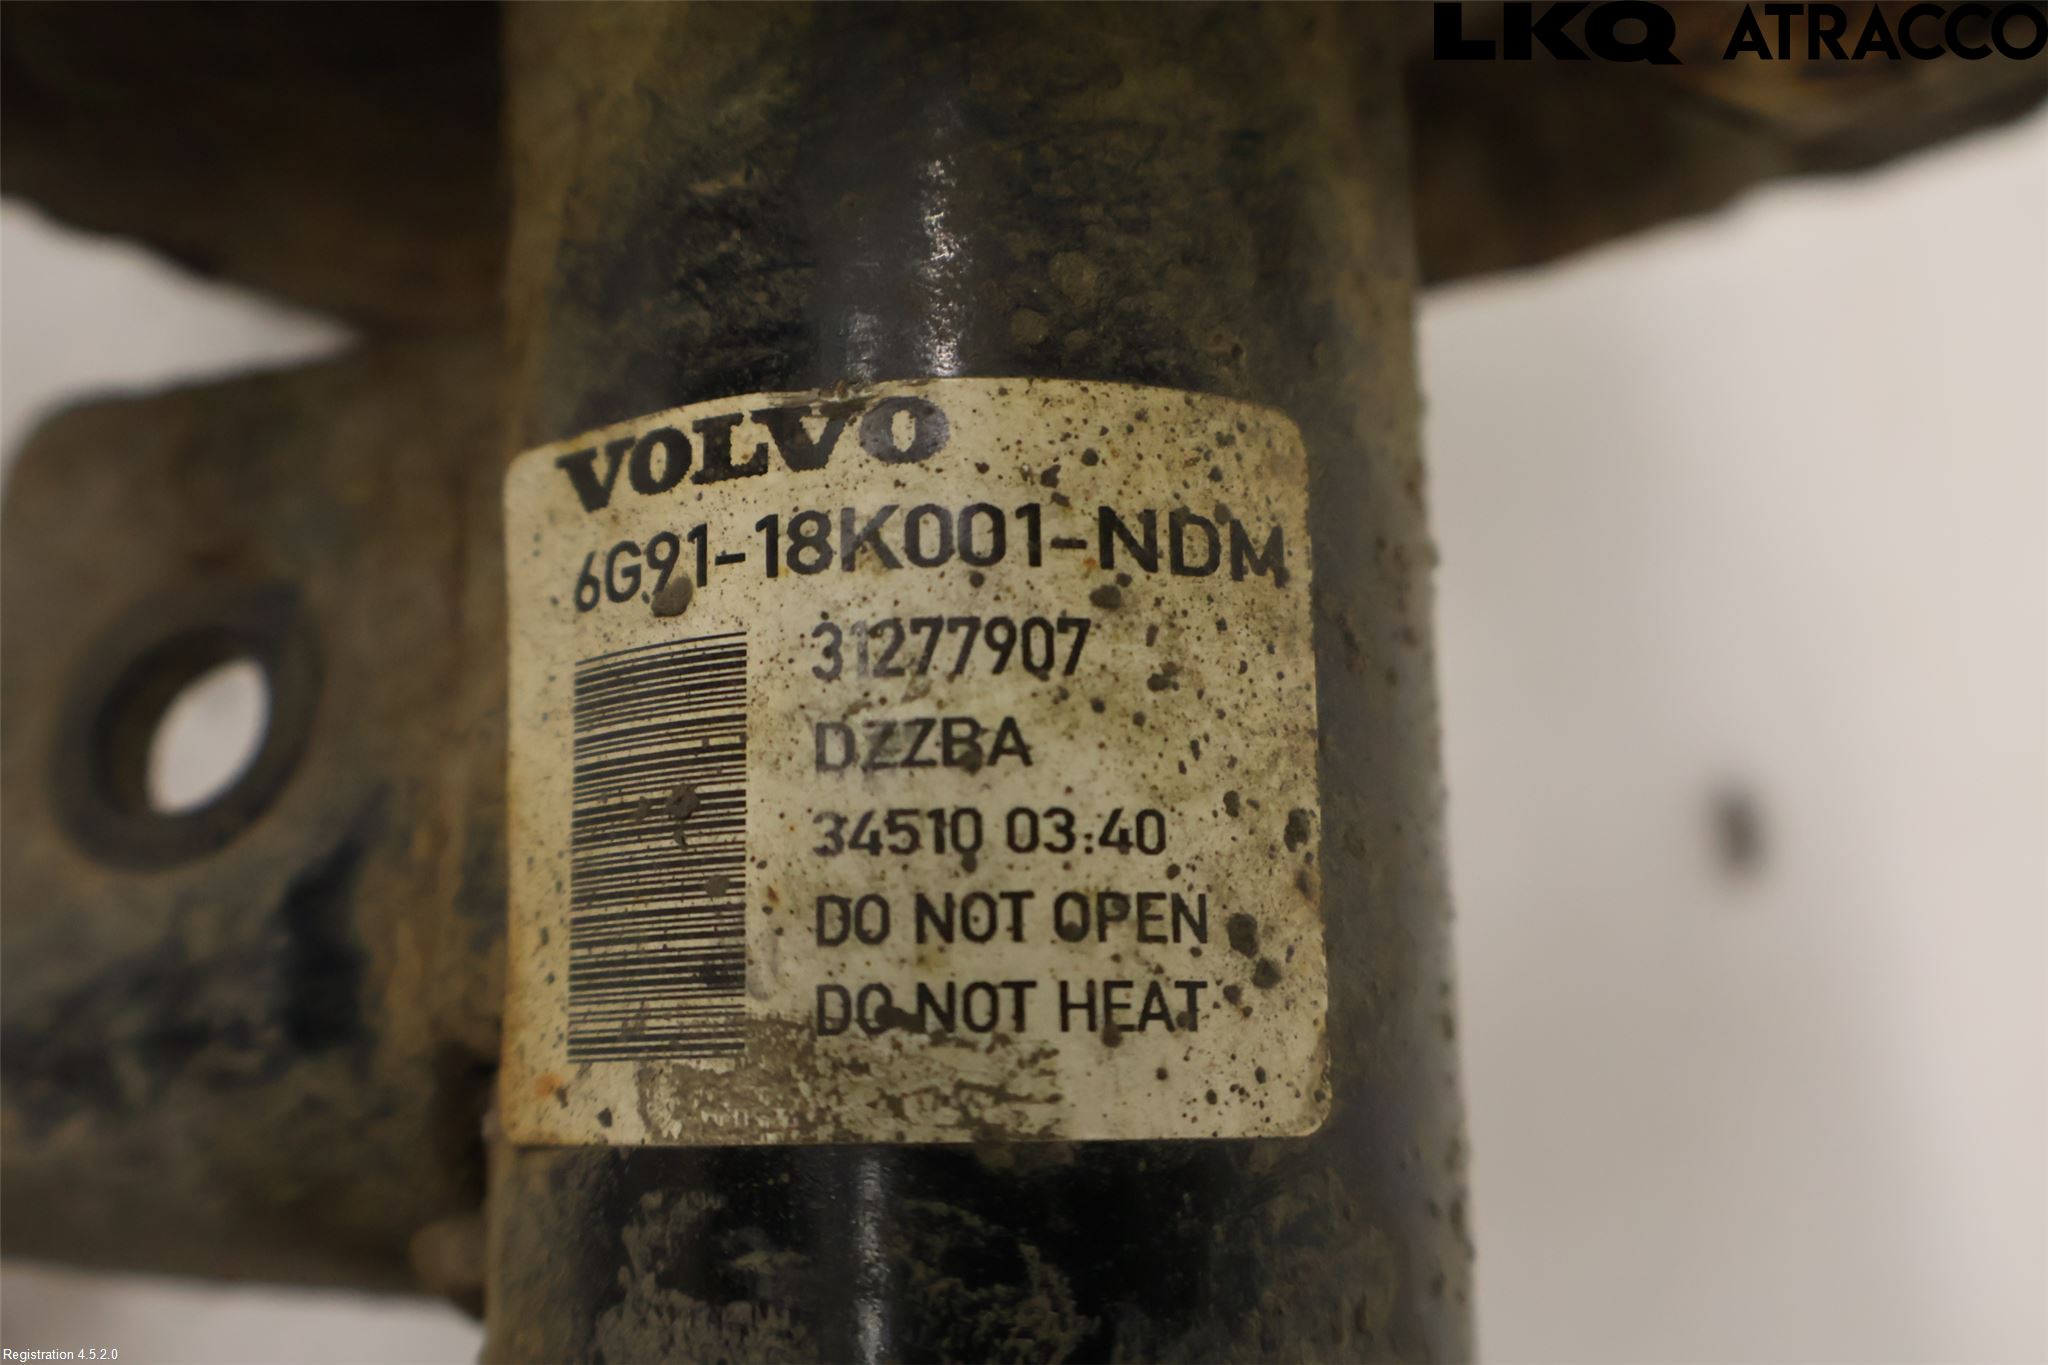 LKQ ATRACCO
VOLVO
6G91-18K001-NDM
31277907
DZZBA
34510 03:40
DO NOT OPEN
DO NOT HEAT
Registration 4.5.2.0